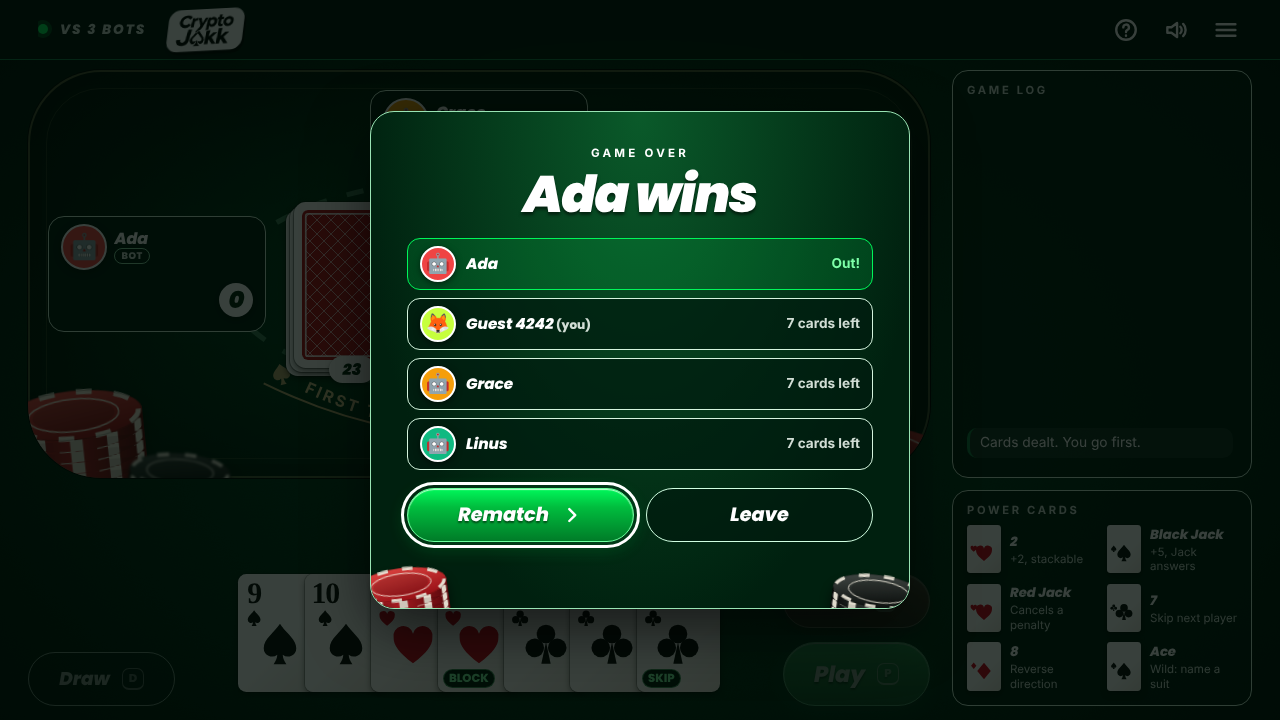 VS 3 BOTS
Crypto
Jakk
GAME LOG
Grace
GAME OVER
Ada wins
Ada
BOT
0
23
FIRST
Ada
Out!
Guest 4242 (you)
7 cards left
Grace
7 cards left
Linus
7 cards left
Rematch
Leave
Cards dealt. You go first.
POWER CARDS
2
+2, stackable
Black Jack
+5, Jack
answers
Red Jack
Cancels a
penalty
7
Skip next player
8
Reverse
direction
Ace
Wild: name a
suit
9
10
BLOCK
SKIP
Draw
D
Play
P